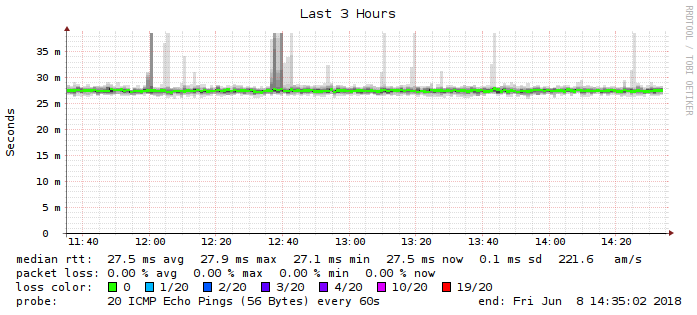 Last 3 Hours
RRDTOOL / TOBI OETIKER
Seconds
35 m
30 m
25 m
20 m
15 m
10 m
5 m
0
11:40 12:00 12:20 12:40 13:00 13:20 13:40 14:00 14:20
median rtt: 27.5 ms avg 27.9 ms max 27.1 ms min 27.5 ms now 0.1 ms sd 221.6 am/s
packet loss: 0.00 % avg 0.00 % max 0.00 % min 0.00 % now
loss color: 0 1/20 2/20 3/20 4/20 10/20 19/20
probe: 20 ICMP Echo Pings (56 Bytes) every 60s end: Fri Jun 8 14:35:02 2018